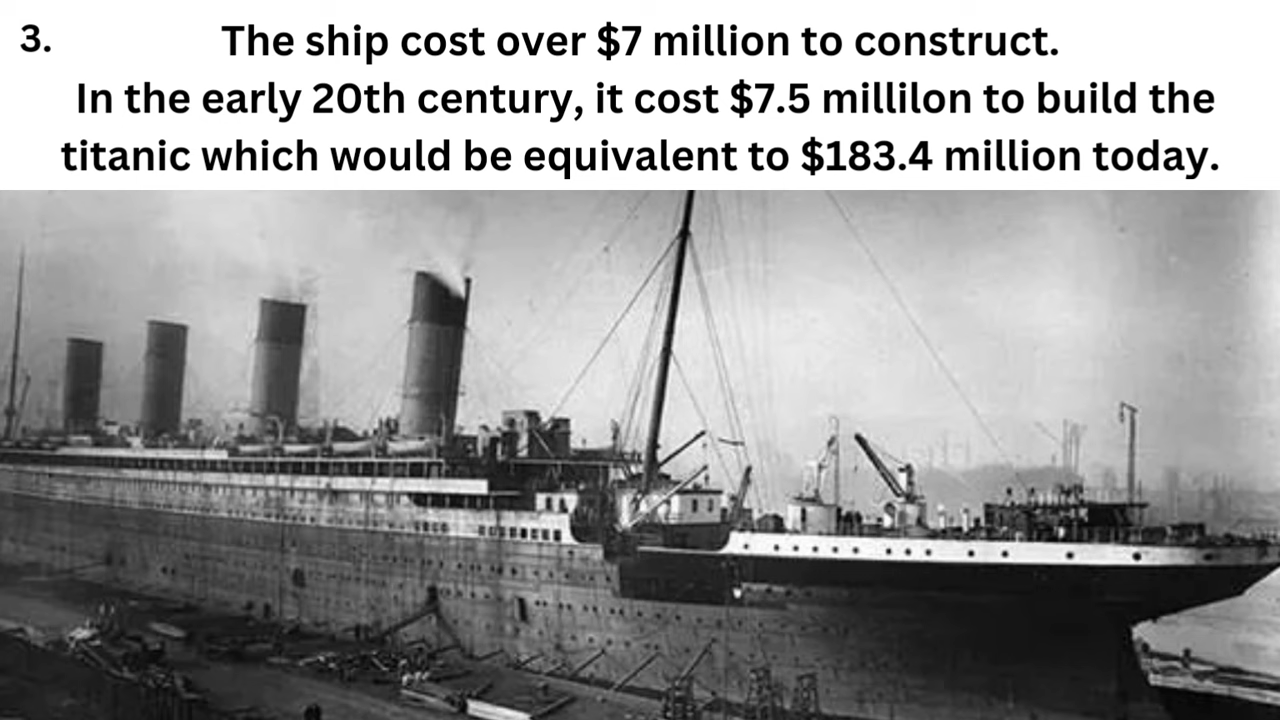 3. The ship cost over $7 million to construct.
In the early 20th century, it cost $7.5 millilon to build the
titanic which would be equivalent to $183.4 million today.